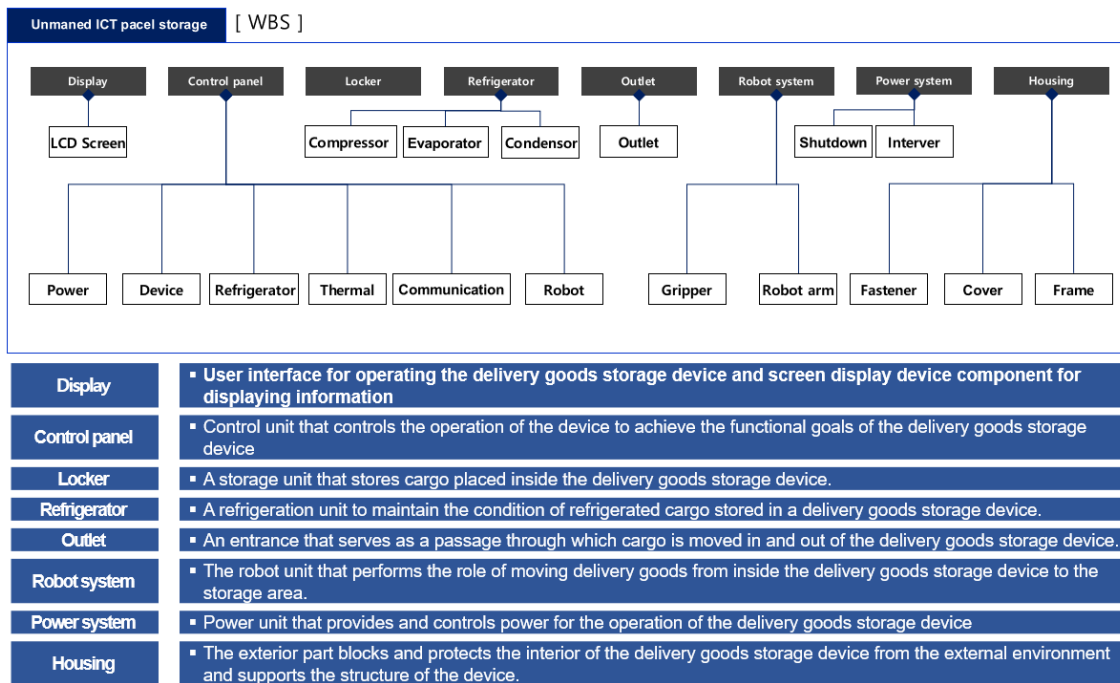 Unmaned ICT pacel storage
[ WBS ]
Display
Control panel
Locker
Refrigerator
Outlet
Robot system
Power system
Housing
LCD Screen
Compressor
Evaporator
Condensor
Outlet
Shutdown
Interver
Power
Device
Refrigerator
Thermal
Communication
Robot
Gripper
Robot arm
Fastener
Cover
Frame
Display
▪ User interface for operating the delivery goods storage device and screen display device component for
displaying information
Control panel
▪ Control unit that controls the operation of the device to achieve the functional goals of the delivery goods storage
device
Locker
▪ A storage unit that stores cargo placed inside the delivery goods storage device.
Refrigerator
▪ A refrigeration unit to maintain the condition of refrigerated cargo stored in a delivery goods storage device.
Outlet
▪ An entrance that serves as a passage through which cargo is moved in and out of the delivery goods storage device.
Robot system
▪ The robot unit that performs the role of moving delivery goods from inside the delivery goods storage device to the
storage area.
Power system
▪ Power unit that provides and controls power for the operation of the delivery goods storage device
Housing
▪ The exterior part blocks and protects the interior of the delivery goods storage device from the external environment
and supports the structure of the device.